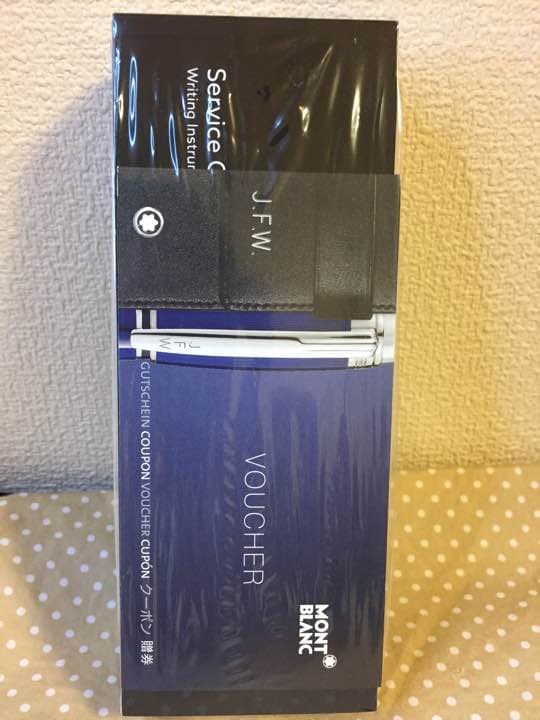 Service
Writing Instru
J.F.W.
J F W
VOUCHER
GUTSCHEIN COUPON VOUCHER CUPÓN クーポン 贈券
MONT
BLANC